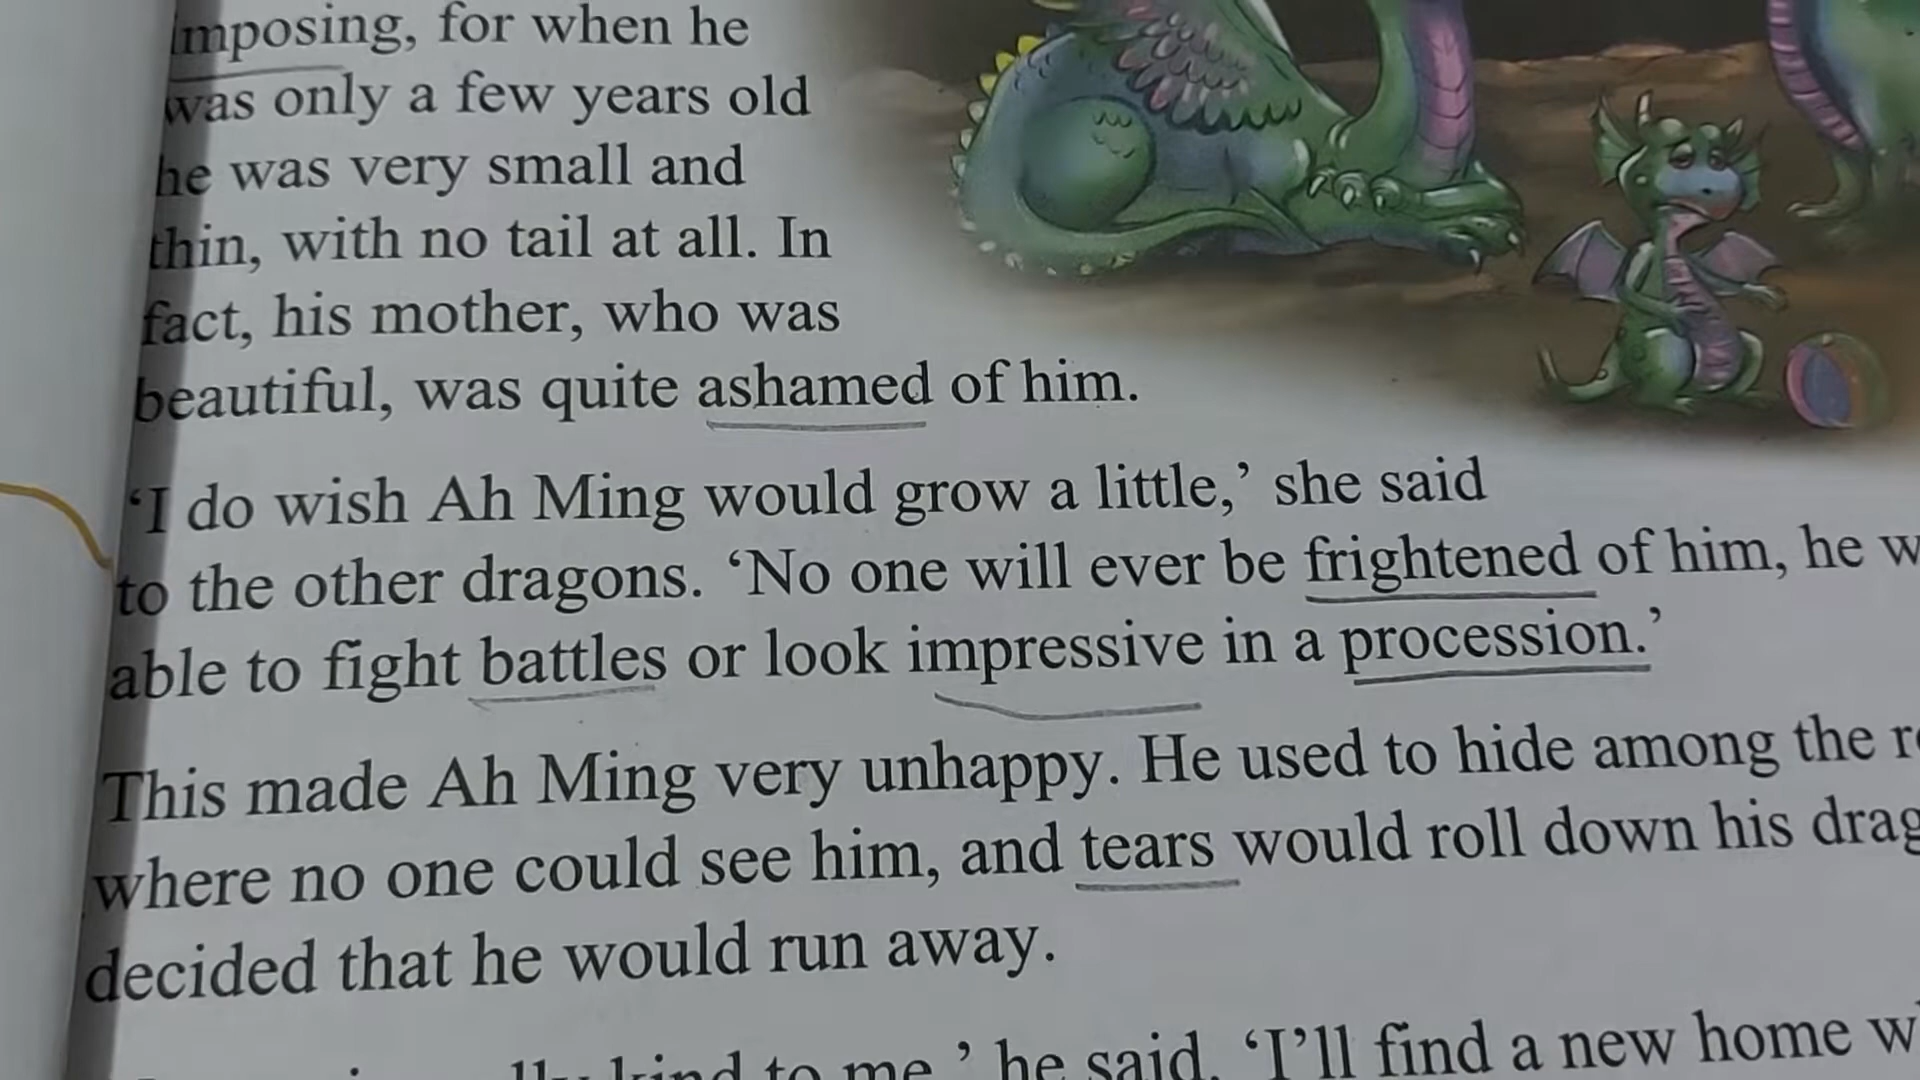 imposing, for when he
was only a few years old
he was very small and
thin, with no tail at all. In
fact, his mother, who was
beautiful, was quite ashamed of him.
‘I do wish Ah Ming would grow a little,’ she said
to the other dragons. ‘No one will ever be frightened of him, he
able to fight battles or look impressive in a procession.’
This made Ah Ming very unhappy. He used to hide among the
where no one could see him, and tears would roll down his
decided that he would run away.
kind to me,’ he said. ‘I’ll find a new home